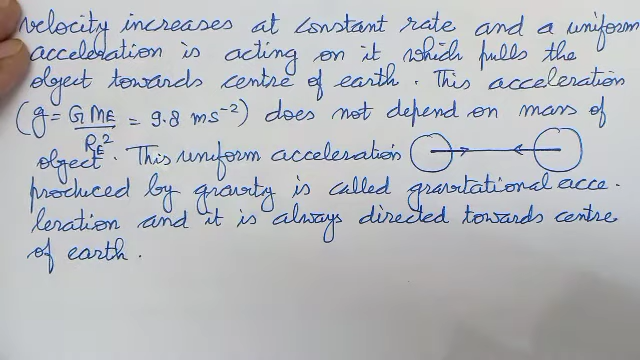 velocity increases at constant rate and a uniform
acceleration is acting on it which pulls the
object towards centre of earth. This acceleration
(g = G ME / RE² = 9.8 ms⁻²) does not depend on mass of
object. This uniform acceleration
produced by gravity is called gravitational acce-
leration and it is always directed towards centre
of earth.